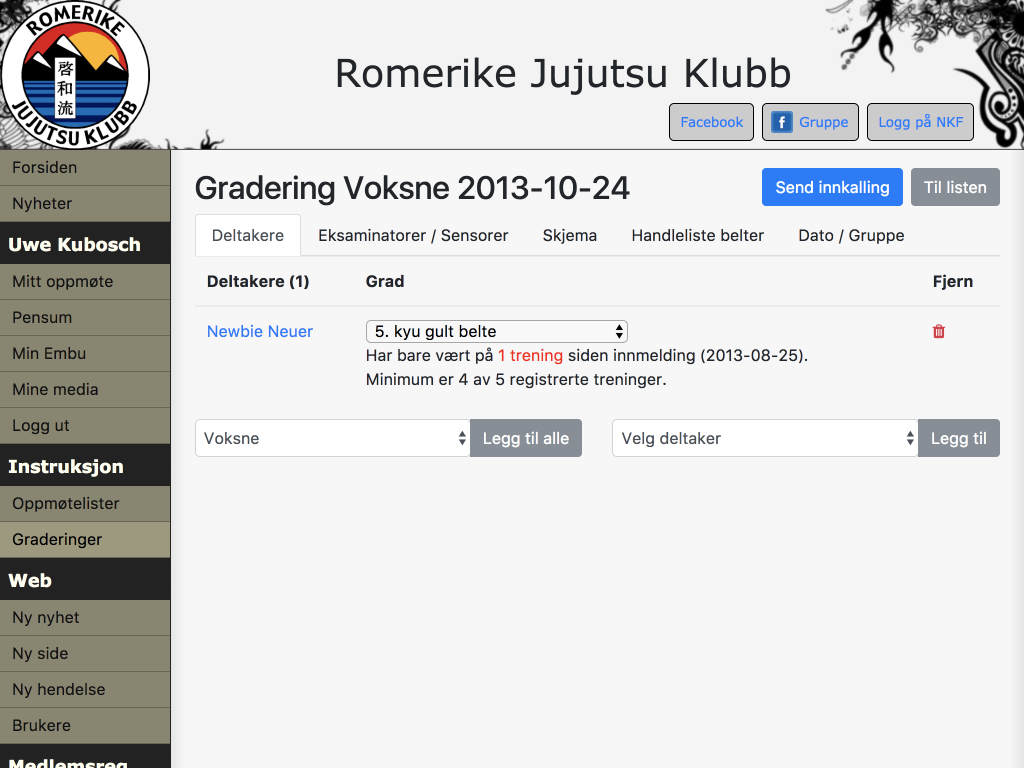 ROMERIKE
啓和流
JUJUTSU KLUBB
Romerike Jujutsu Klubb
Facebook
f Gruppe
Logg på NKF
Forsiden
Nyheter
Uwe Kubosch
Mitt oppmøte
Pensum
Min Embu
Mine media
Logg ut
Instruksjon
Oppmøtelister
Graderinger
Web
Ny nyhet
Ny side
Ny hendelse
Brukere
Medlemsreg
Gradering Voksne 2013-10-24
Send innkalling
Til listen
Deltakere
Eksaminatorer / Sensorer
Skjema
Handleliste belter
Dato / Gruppe
Deltakere (1) Grad Fjern
Newbie Neuer 5. kyu gult belte
Har bare vært på 1 trening siden innmelding (2013-08-25).
Minimum er 4 av 5 registrerte treninger.
Voksne Legg til alle Velg deltaker Legg til